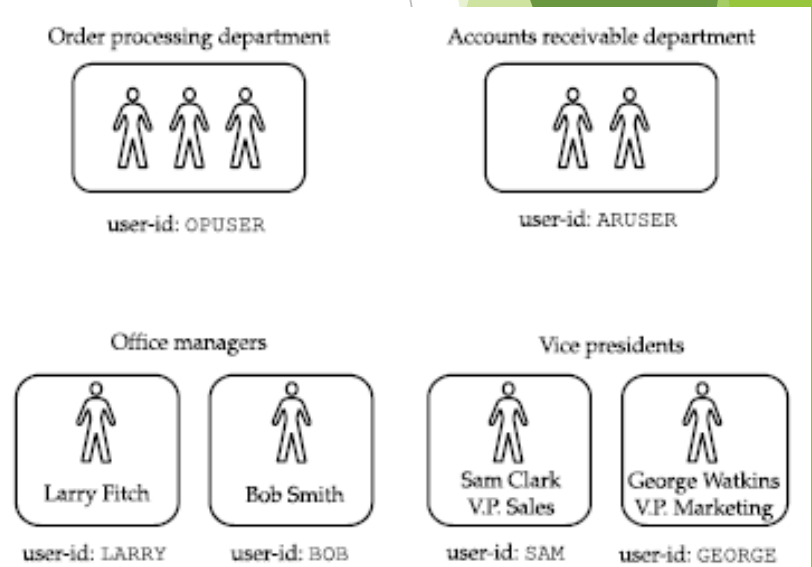 Order processing department
Accounts receivable department
user-id: OPUSER
user-id: ARUSER
Office managers
Vice presidents
Larry Fitch
Bob Smith
Sam Clark
V.P. Sales
George Watkins
V.P. Marketing
user-id: LARRY
user-id: BOB
user-id: SAM
user-id: GEORGE